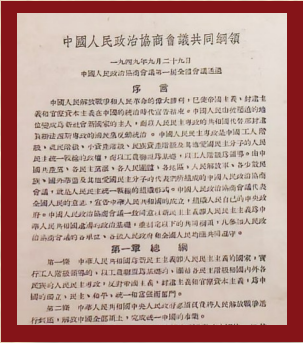 中國人民政治協商會議共同綱領
一九四九年九月二十九日
中國人民政治協商會議第一屆全體會議通過
序言
中國人民解放戰爭和人民革命的偉大勝利，已使帝國主義、封建主
義和官僚資本主義在中國的統治時代宣告結束。中國人民由被壓迫的地
位變成為新社會新國家的主人，而以人民民主專政的共和國代替那封建
買辦法西斯專政的國民黨反動統治。中國人民民主專政是中國工人階
級、農民階級、小資產階級、民族資產階級及其他愛國民主分子的人民
民主統一戰線的政權，而以工農聯盟為基礎，以工人階級為領導。由中
國共產黨、各民主黨派、各人民團體、各地區、人民解放軍、各少數民
族、國外華僑及其他愛國民主分子的代表們所組成的中國人民政治協商
會議，就是人民民主統一戰線的組織形式。中國人民政治協商會議代表
全國人民的意志，宣告中華人民共和國的成立，組織人民自己的中央政
府。中國人民政治協商會議一致同意以新民主主義即人民民主主義為中
華人民共和國建國的政治基礎，並制定以下的共同綱領，凡參加人民政
治協商會議的各單位、各級人民政府和全國人民均應共同遵守。
第一章 總綱
第一條 中華人民共和國為新民主主義即人民民主主義的國家，實
行工人階級領導的、以工農聯盟為基礎的、團結各民主階級和國內各
民族的人民民主專政，反對帝國主義、封建主義和官僚資本主義，為中
國的獨立、民主、和平、統一和富強而奮鬥。
第二條 中華人民共和國中央人民政府必須負責將人民解放戰爭進
行到底，解放中國全部領土，完成統一中國的事業。